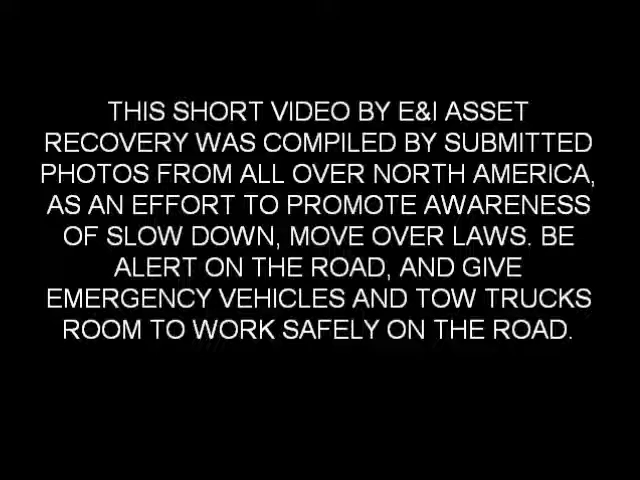 THIS SHORT VIDEO BY E&I ASSET
RECOVERY WAS COMPILED BY SUBMITTED
PHOTOS FROM ALL OVER NORTH AMERICA,
AS AN EFFORT TO PROMOTE AWARENESS
OF SLOW DOWN, MOVE OVER LAWS. BE
ALERT ON THE ROAD, AND GIVE
EMERGENCY VEHICLES AND TOW TRUCKS
ROOM TO WORK SAFELY ON THE ROAD.